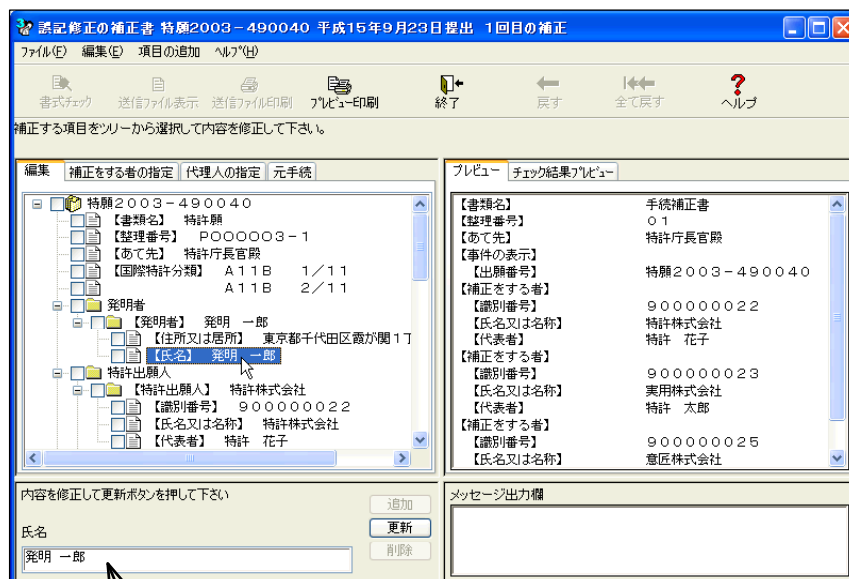 誤記修正の補正書 特願2003-490040 平成15年9月23日提出 1回目の補正
ファイル(F) 編集(E) 項目の追加 ヘルプ(H)
書式チェック 送信ファイル表示 送信ファイル印刷 プレビュー印刷 終了 戻す 全て戻す ヘルプ
補正する項目をツリーから選択して内容を修正して下さい。
編集 補正をする者の指定 代理人の指定 元手続
特願2003-490040
【書類名】 特許願
【整理番号】 P000003-1
【あて先】 特許庁長官殿
【国際特許分類】 A11B 1/11
A11B 2/11
発明者
【発明者】 発明 一郎
【住所又は居所】 東京都千代田区霞が関1丁
【氏名】 発明 一郎
特許出願人
【特許出願人】 特許株式会社
【識別番号】 900000022
【氏名又は名称】 特許株式会社
【代表者】 特許 花子
プレビュー チェック結果プレビュー
【書類名】 手続補正書
【整理番号】 01
【あて先】 特許庁長官殿
【事件の表示】
【出願番号】 特願2003-490040
【補正をする者】
【識別番号】 900000022
【氏名又は名称】 特許株式会社
【代表者】 特許 花子
【補正をする者】
【識別番号】 900000023
【氏名又は名称】 実用株式会社
【代表者】 特許 太郎
【補正をする者】
【識別番号】 900000025
【氏名又は名称】 意匠株式会社
内容を修正して更新ボタンを押して下さい
追加
更新
削除
氏名
発明 一郎
メッセージ出力欄